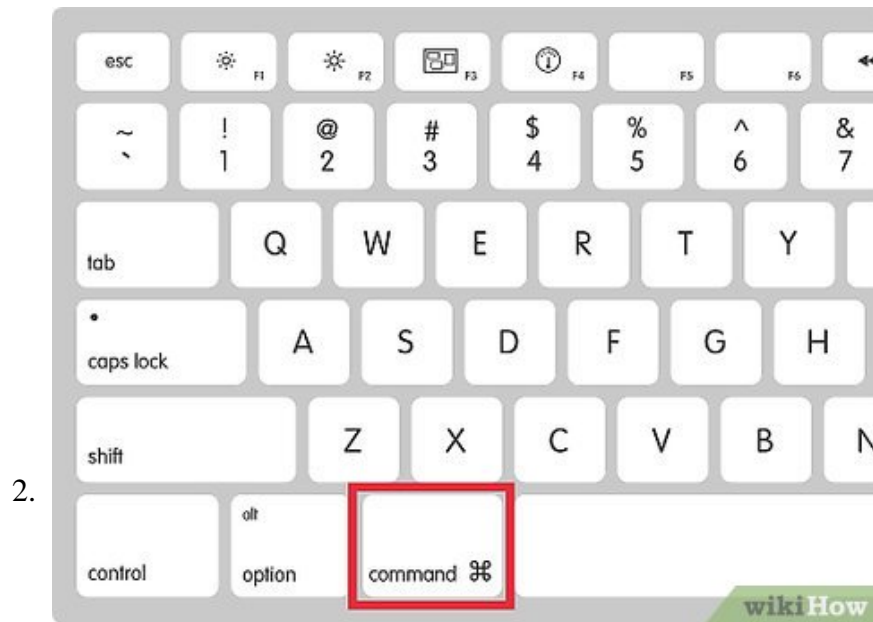 esc F1 F2 F3 F4 F5 F6
~ ! @ # $ % ^ &
` 1 2 3 4 5 6 7
tab Q W E R T Y
caps lock A S D F G H
shift Z X C V B N
2.
alt
control option command ⌘
wikiHow